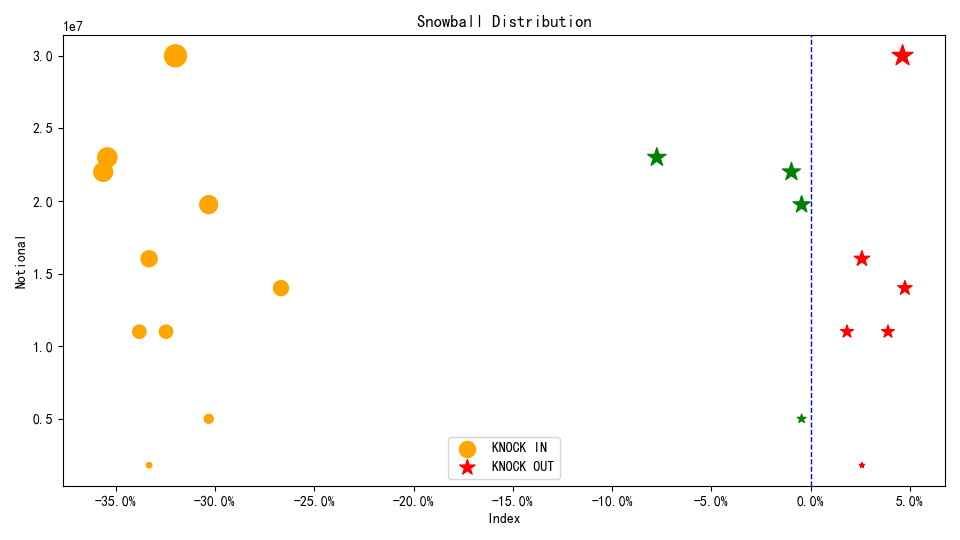 Snowball Distribution
1e7
3.0
2.5
2.0
1.5
1.0
0.5
Notional
KNOCK IN
KNOCK OUT
-35.0% -30.0% -25.0% -20.0% -15.0% -10.0% -5.0% 0.0% 5.0%
Index